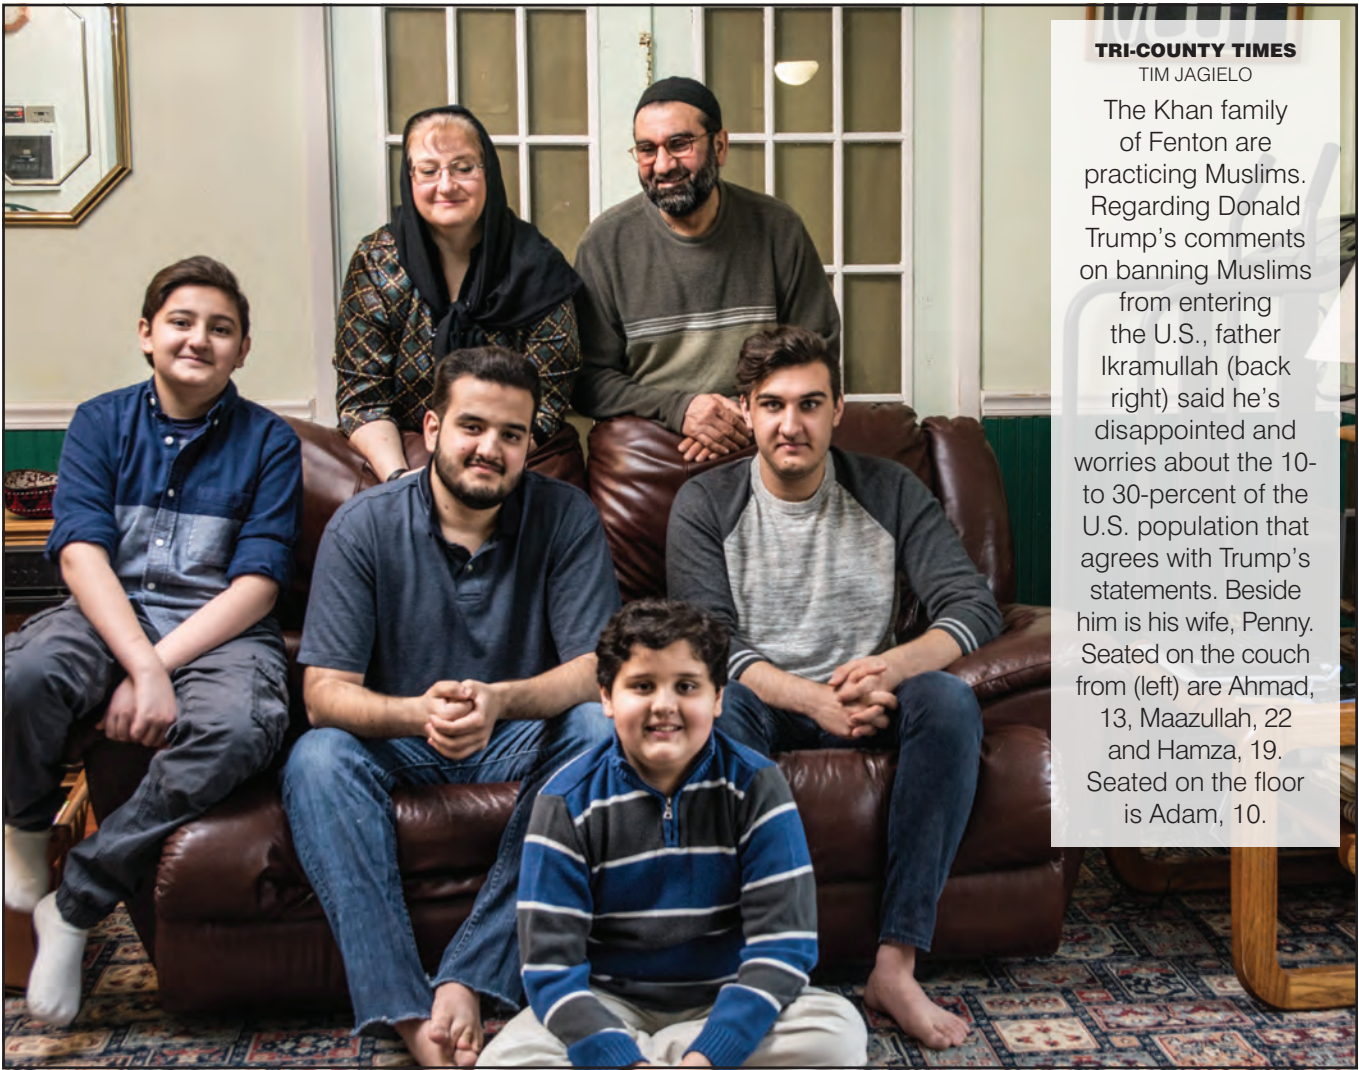 TRI-COUNTY TIMES
TIM JAGIELO
The Khan family
of Fenton are
practicing Muslims.
Regarding Donald
Trump's comments
on banning Muslims
from entering
the U.S., father
Ikramullah (back
right) said he's
disappointed and
worries about the 10-
to 30-percent of the
U.S. population that
agrees with Trump's
statements. Beside
him is his wife, Penny.
Seated on the couch
from (left) are Ahmad,
13, Maazullah, 22
and Hamza, 19.
Seated on the floor
is Adam, 10.